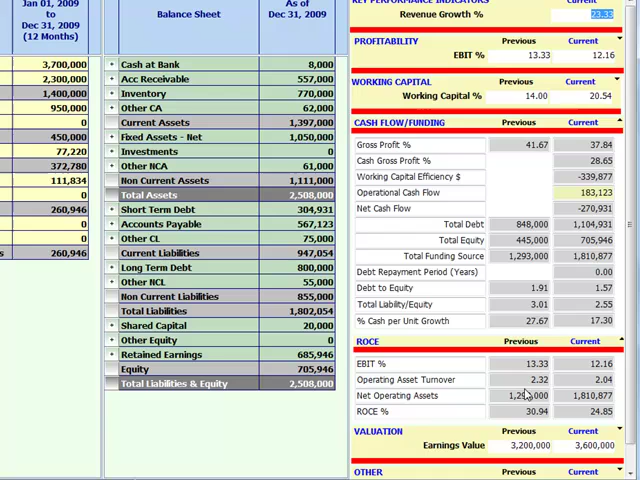 Jan 01, 2009
to
Dec 31, 2009
(12 Months)
3,700,000
2,300,000
1,400,000
950,000
0
450,000
77,220
372,780
111,834
0
260,946
0
0
s 260,946
Balance Sheet As of Dec 31, 2009
+ Cash at Bank 8,000
+ Acc Receivable 557,000
+ Inventory 770,000
+ Other CA 62,000
Current Assets 1,397,000
+ Fixed Assets - Net 1,050,000
+ Investments 0
+ Other NCA 61,000
Non Current Assets 1,111,000
Total Assets 2,508,000
+ Short Term Debt 304,931
+ Accounts Payable 567,123
+ Other CL 75,000
Current Liabilities 947,054
+ Long Term Debt 800,000
+ Other NCL 55,000
Non Current Liabilities 855,000
Total Liabilities 1,802,054
+ Shared Capital 20,000
+ Other Equity 0
+ Retained Earnings 685,946
Equity 705,946
Total Liabilities & Equity 2,508,000
KEY PERFORMANCE INDICATORS
Revenue Growth % 23.33
PROFITABILITY Previous Current
EBIT % 13.33 12.16
WORKING CAPITAL Previous Current
Working Capital % 14.00 20.54
CASH FLOW/FUNDING Previous Current
Gross Profit % 41.67 37.84
Cash Gross Profit % 28.65
Working Capital Efficiency $ -339,877
Operational Cash Flow 183,123
Net Cash Flow -270,931
Total Debt 848,000 1,104,931
Total Equity 445,000 705,946
Total Funding Source 1,293,000 1,810,877
Debt Repayment Period (Years) 0.00
Debt to Equity 1.91 1.57
Total Liablity/Equity 3.01 2.55
% Cash per Unit Growth 27.67 17.30
ROCE Previous Current
EBIT % 13.33 12.16
Operating Asset Turnover 2.32 2.04
Net Operating Assets 1,293,000 1,810,877
ROCE % 30.94 24.85
VALUATION Previous Current
Earnings Value 3,200,000 3,600,000
OTHER Previous Current